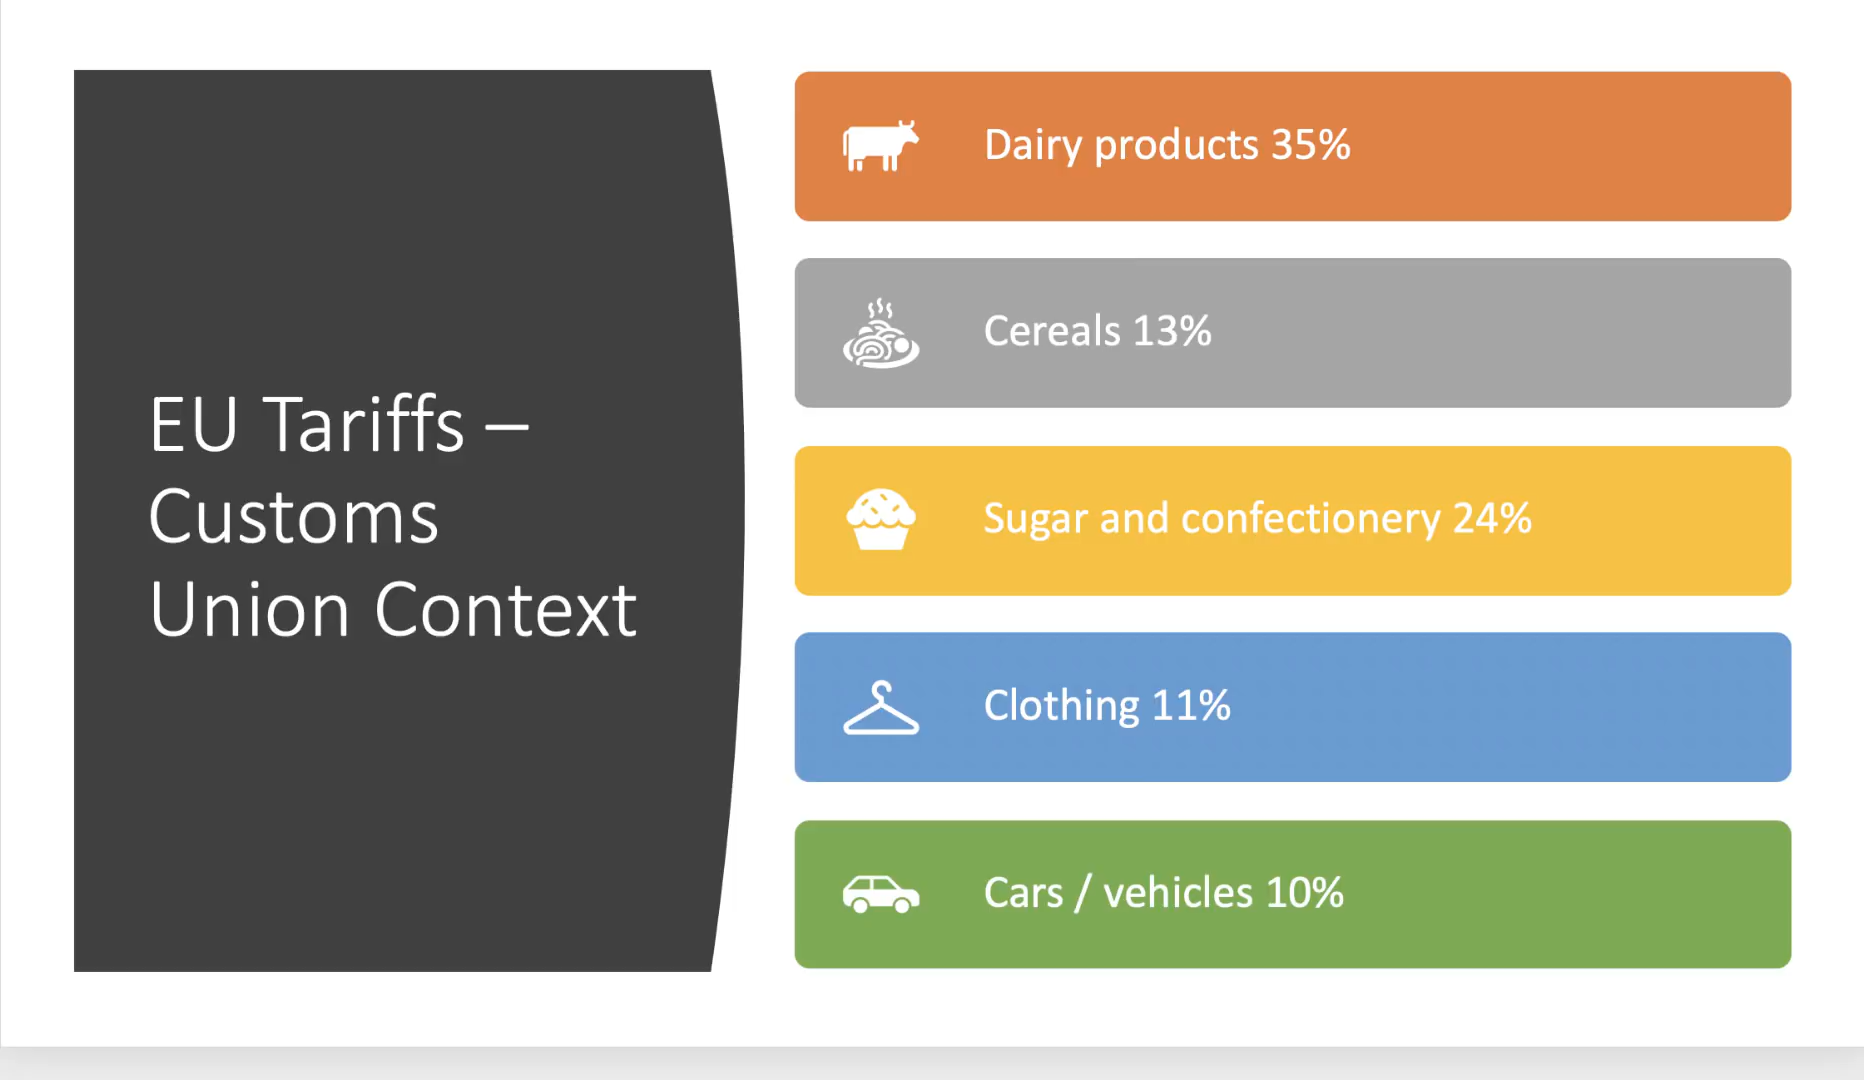 EU Tariffs –
Customs
Union Context
Dairy products 35%
Cereals 13%
Sugar and confectionery 24%
Clothing 11%
Cars / vehicles 10%